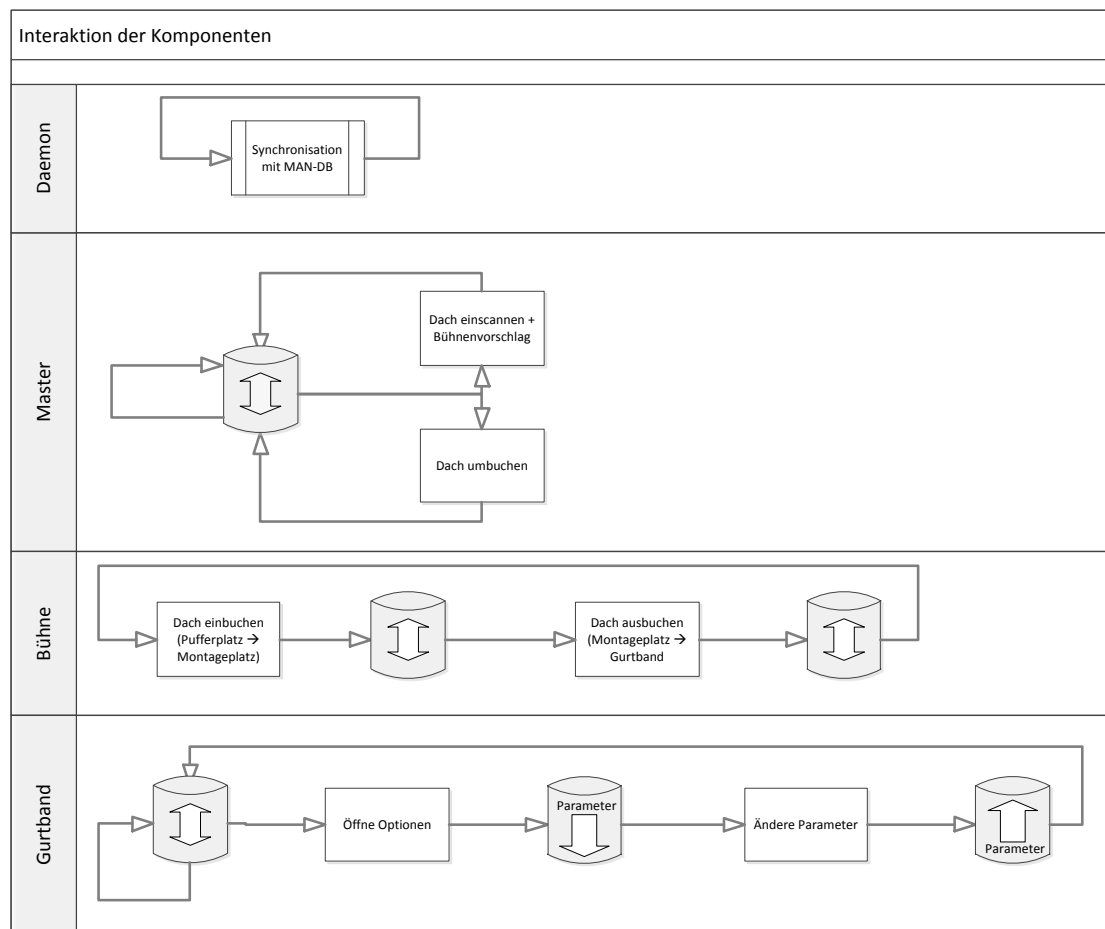 Interaktion der Komponenten
Daemon
Synchronisation
mit MAN-DB
Master
Dach einscannen +
Bühnenvorschlag
Dach umbuchen
Bühne
Dach einbuchen
(Pufferplatz →
Montageplatz)
Dach ausbuchen
(Montageplatz →
Gurtband
Gurtband
Öffne Optionen
Parameter
Ändere Parameter
Parameter